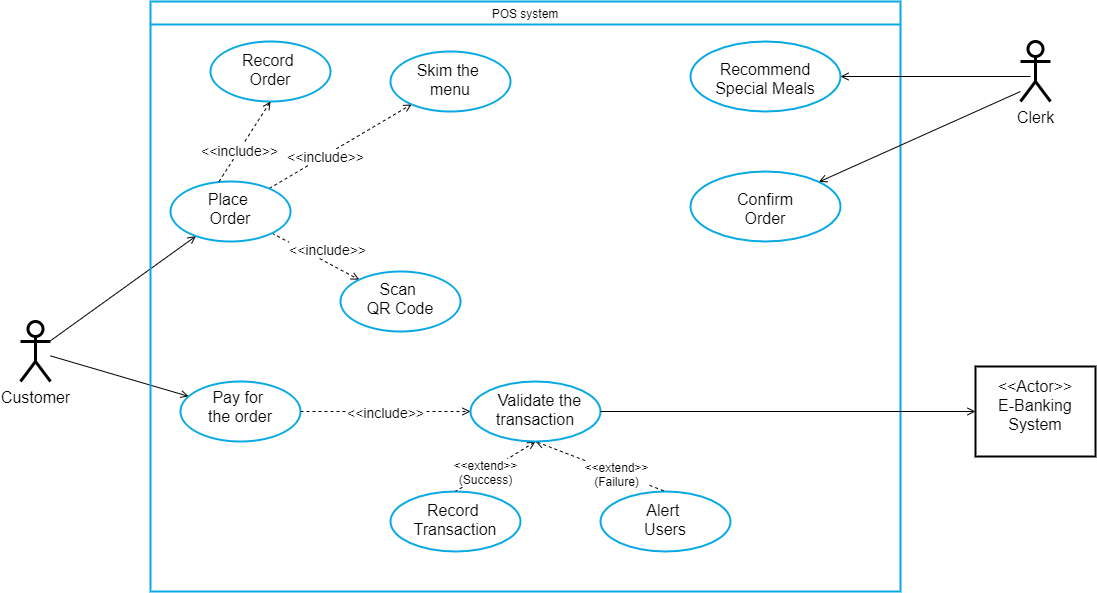 POS system
Record
Order
Skim the
menu
Recommend
Special Meals
Clerk
<<include>>
<<include>>
Place
Order
Confirm
Order
<<include>>
Scan
QR Code
Customer
Pay for
the order
<<include>>
Validate the
transaction
<<Actor>>
E-Banking
System
<<extend>>
(Success)
<<extend>>
(Failure)
Record
Transaction
Alert
Users